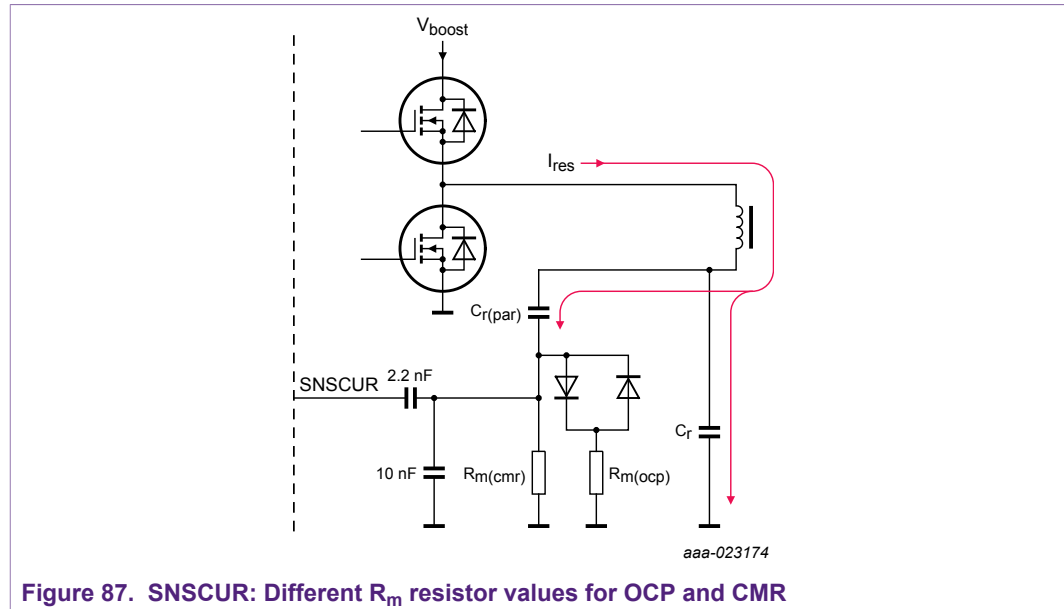 Vboost
Ires
Cr(par)
2.2 nF
SNSCUR
Cr
10 nF
Rm(cmr)
Rm(ocp)
aaa-023174
Figure 87. SNSCUR: Different Rm resistor values for OCP and CMR